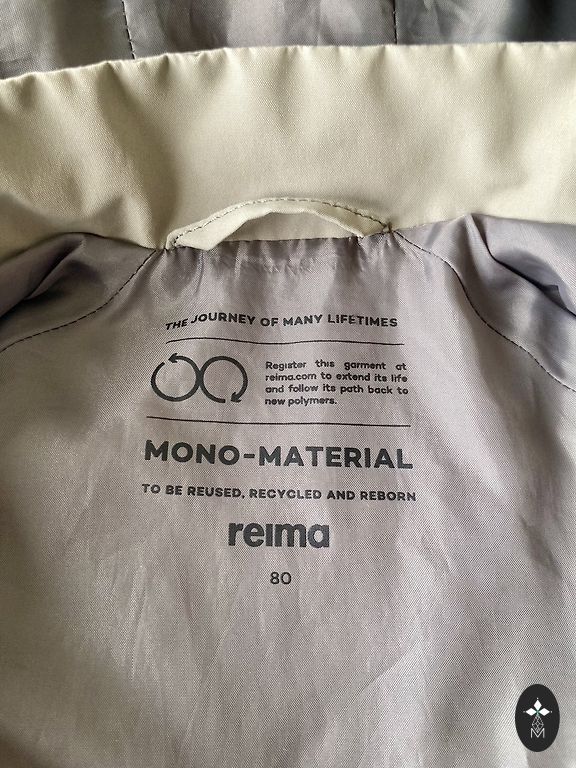 THE JOURNEY OF MANY LIFETIMES
Register this garment at
reima.com to extend its life
and follow its path back to
new polymers.
MONO-MATERIAL
TO BE REUSED, RECYCLED AND REBORN
reima
80
M